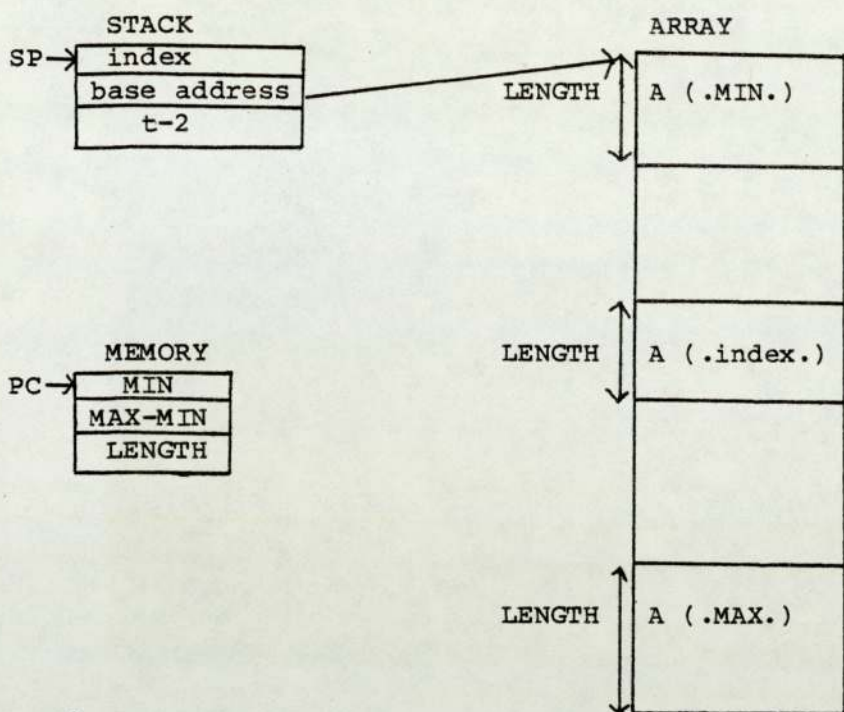 STACK
SP
index
base address
t-2
ARRAY
LENGTH
A (.MIN.)
LENGTH
A (.index.)
LENGTH
A (.MAX.)
MEMORY
PC
MIN
MAX-MIN
LENGTH